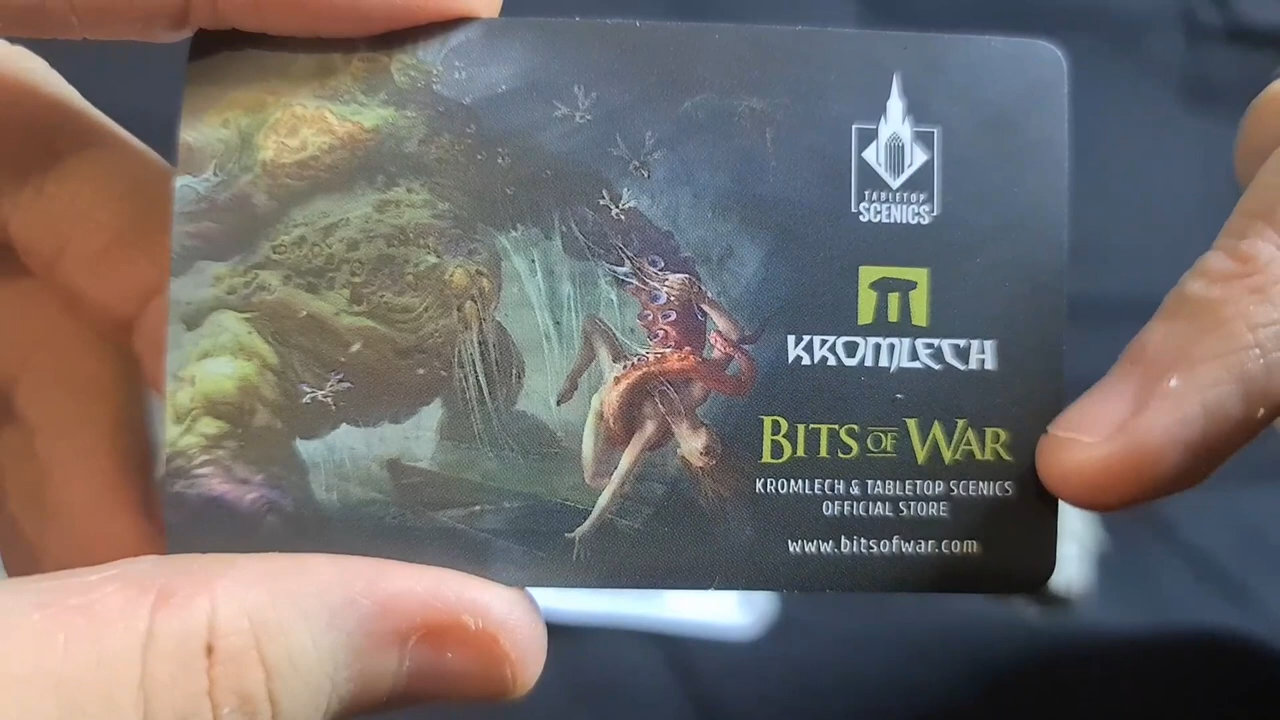 TABLETOP
SCENICS
KROMLECH
BITS OF WAR
KROMLECH & TABLETOP SCENICS
OFFICIAL STORE
www.bitsofwar.com